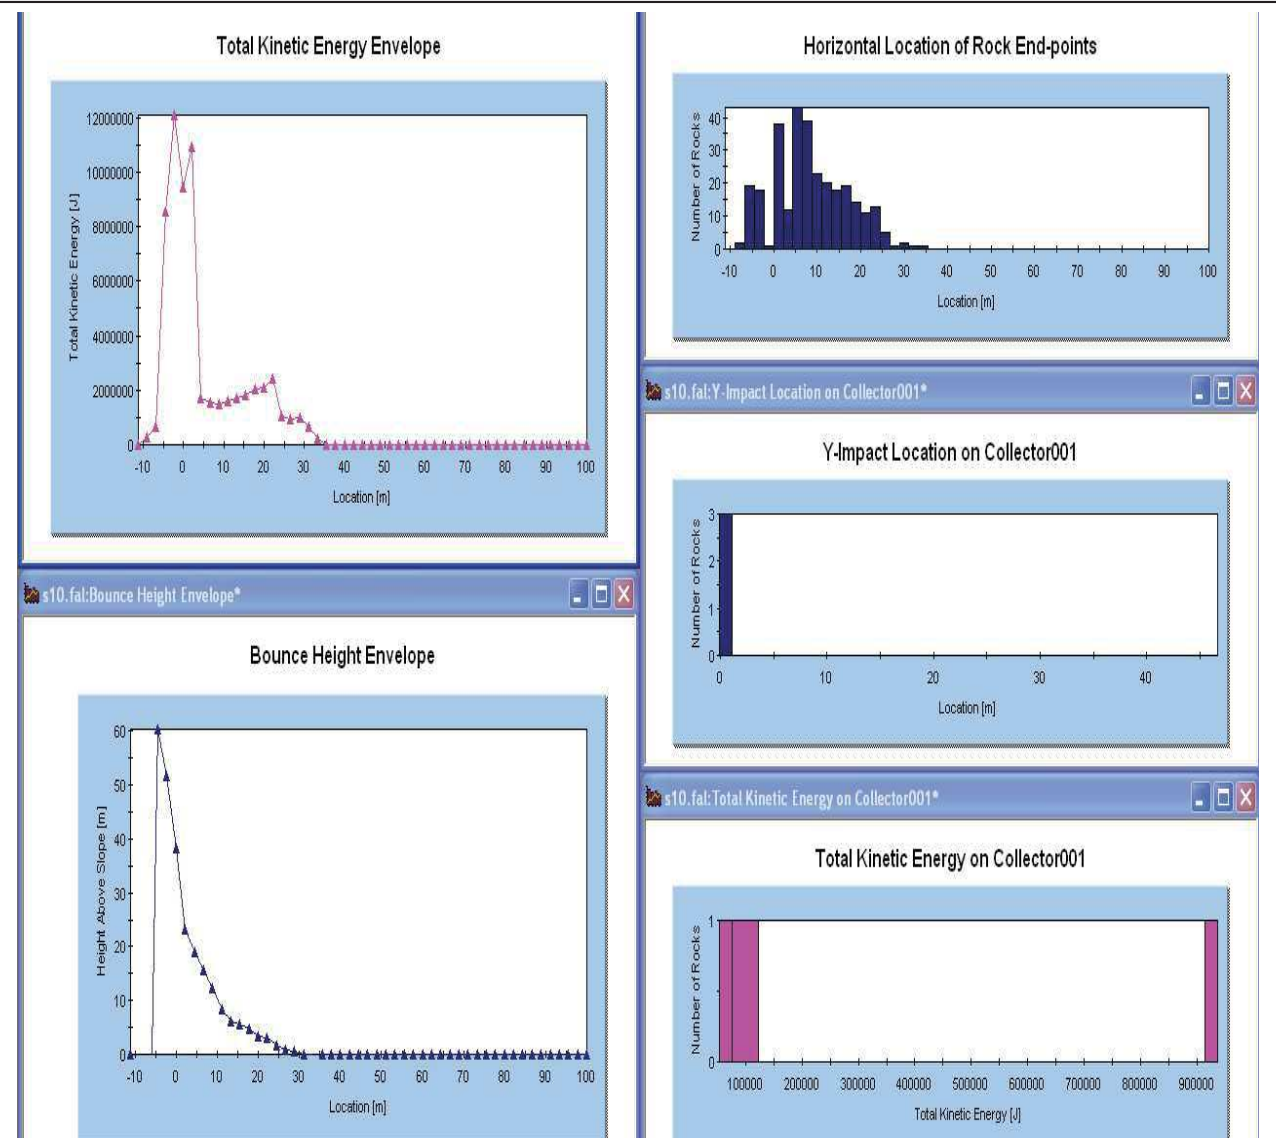 Total Kinetic Energy Envelope
12000000
10000000
8000000
6000000
4000000
2000000
0
Total Kinetic Energy [J]
-10 0 10 20 30 40 50 60 70 80 90 100
Location [m]
s10.fal:Bounce Height Envelope*
Bounce Height Envelope
60
50
40
30
20
10
0
Height Above Slope [m]
-10 0 10 20 30 40 50 60 70 80 90 100
Location [m]
Horizontal Location of Rock End-points
40
30
20
10
0
Number of Rocks
-10 0 10 20 30 40 50 60 70 80 90 100
Location [m]
s10.fal:Y-Impact Location on Collector001*
Y-Impact Location on Collector001
3
2
1
0
Number of Rocks
0 10 20 30 40
Location [m]
s10.fal:Total Kinetic Energy on Collector001*
Total Kinetic Energy on Collector001
1
0
Number of Rocks
100000 200000 300000 400000 500000 600000 700000 800000 900000
Total Kinetic Energy [J]